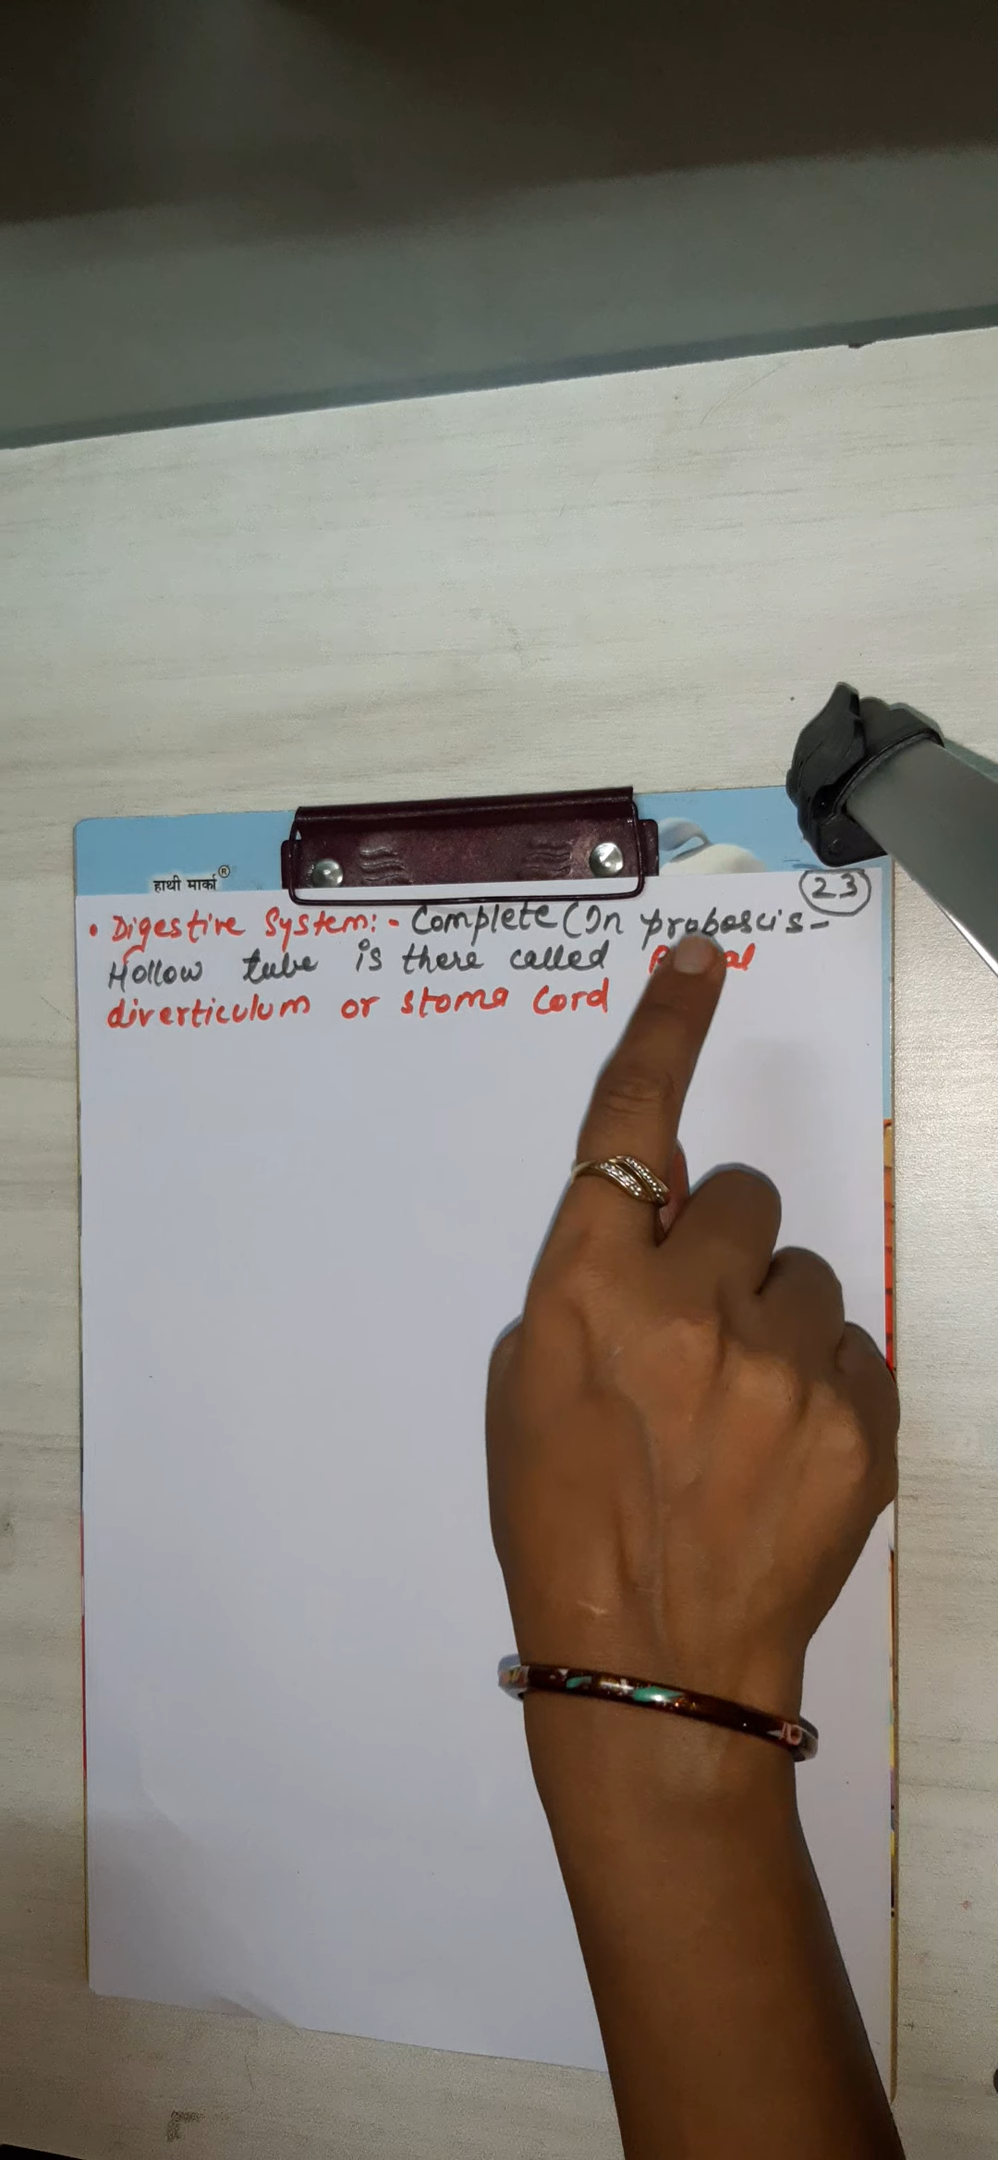 हाथी मार्का®
23
• Digestive System:- Complete (In proboscis-
Hollow tube is there called
diverticulum or stoma cord